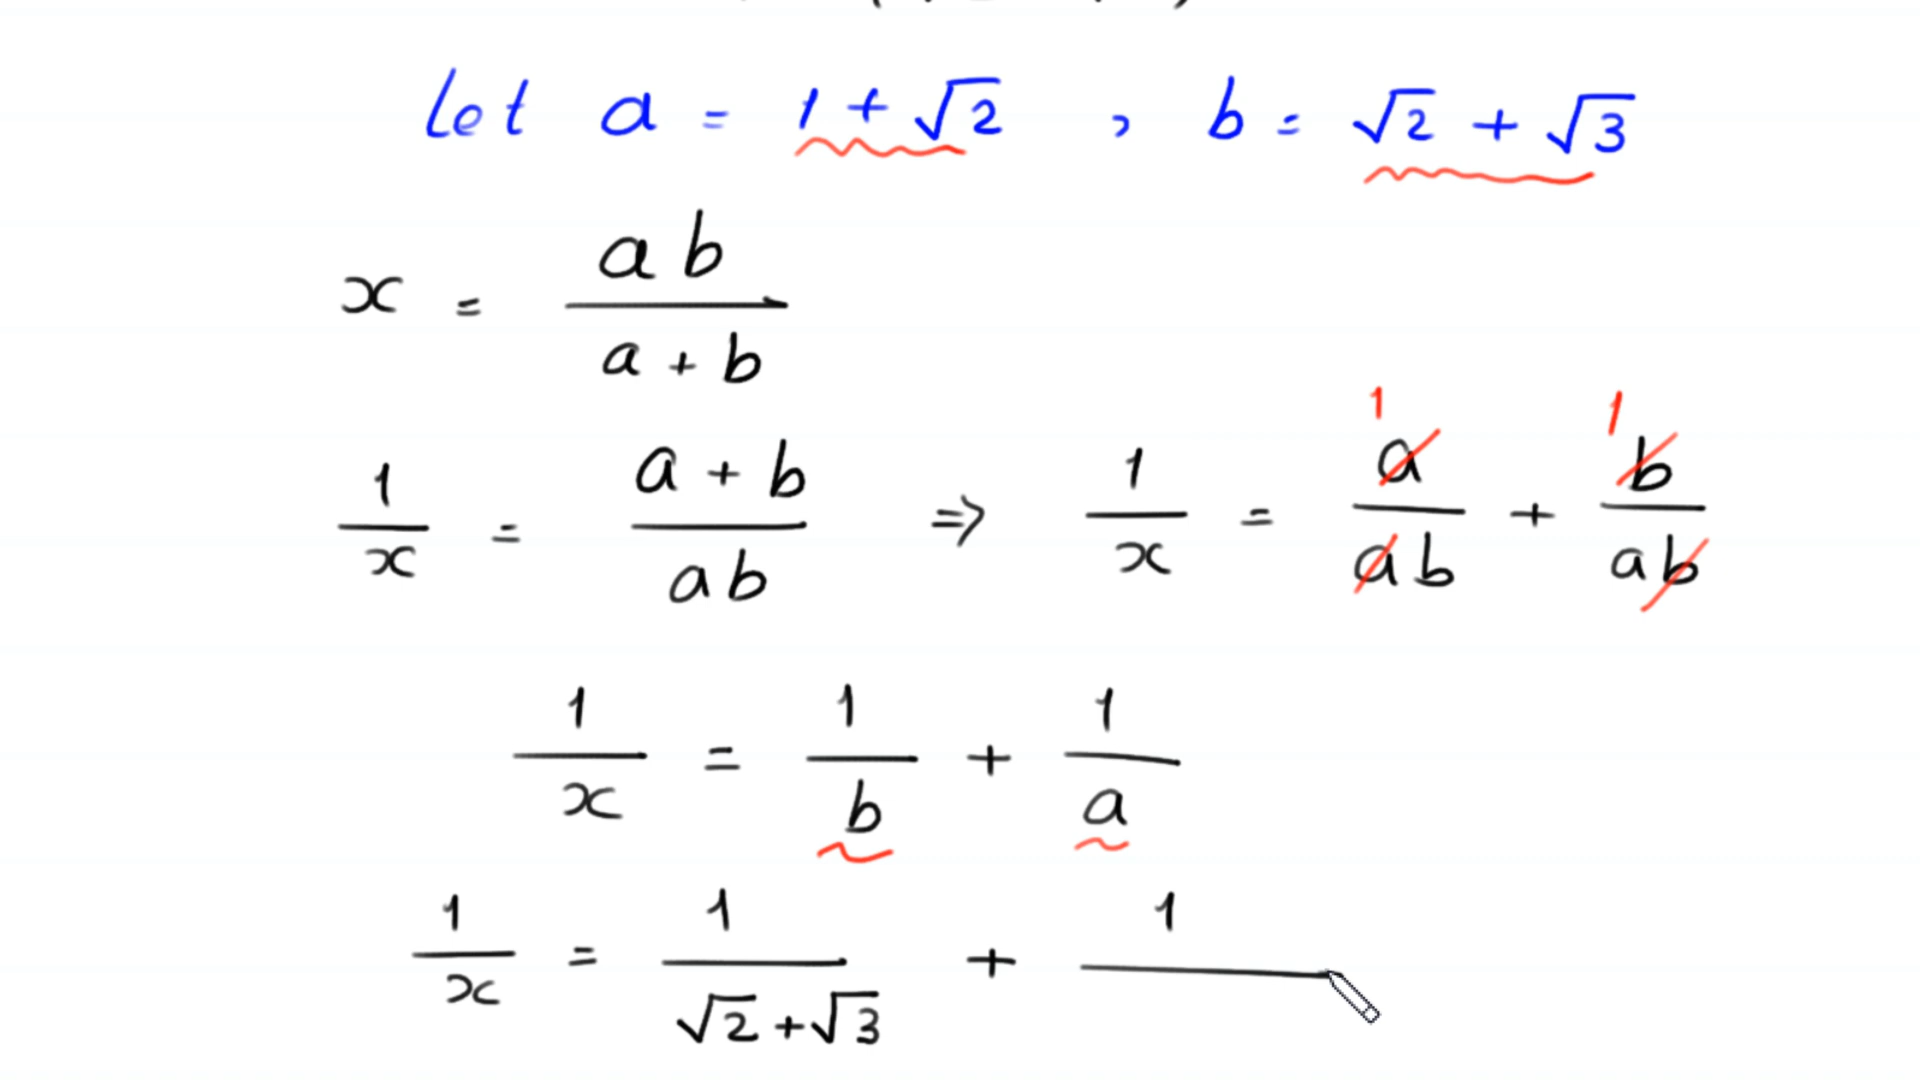 let a = 1 + √2 , b = √2 + √3
x = ab / (a + b)
1/x = (a + b) / ab ⇒ 1/x = a/ab + b/ab
1 1
1/x = 1/b + 1/a
1/x = 1/(√2 + √3) + 1/